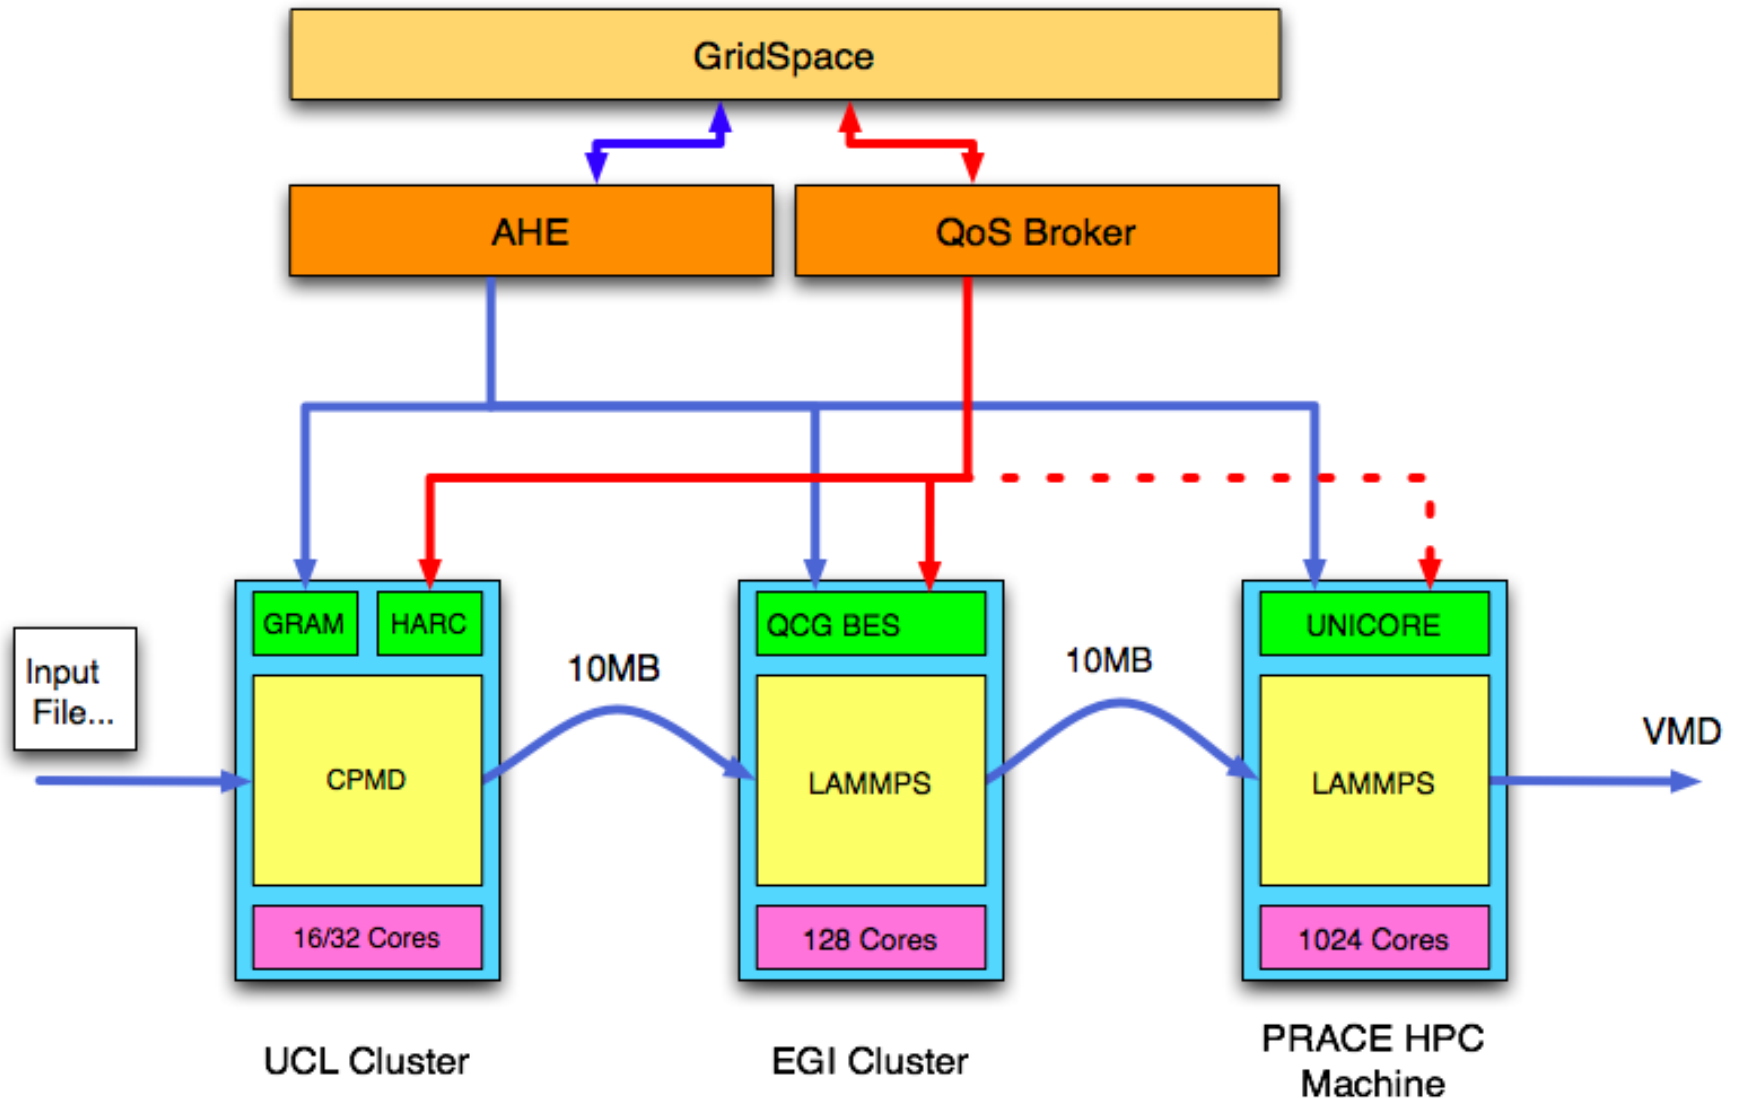 GridSpace
AHE
QoS Broker
GRAM
HARC
QCG BES
UNICORE
Input
File...
10MB
10MB
VMD
CPMD
LAMMPS
LAMMPS
16/32 Cores
128 Cores
1024 Cores
UCL Cluster
EGI Cluster
PRACE HPC
Machine